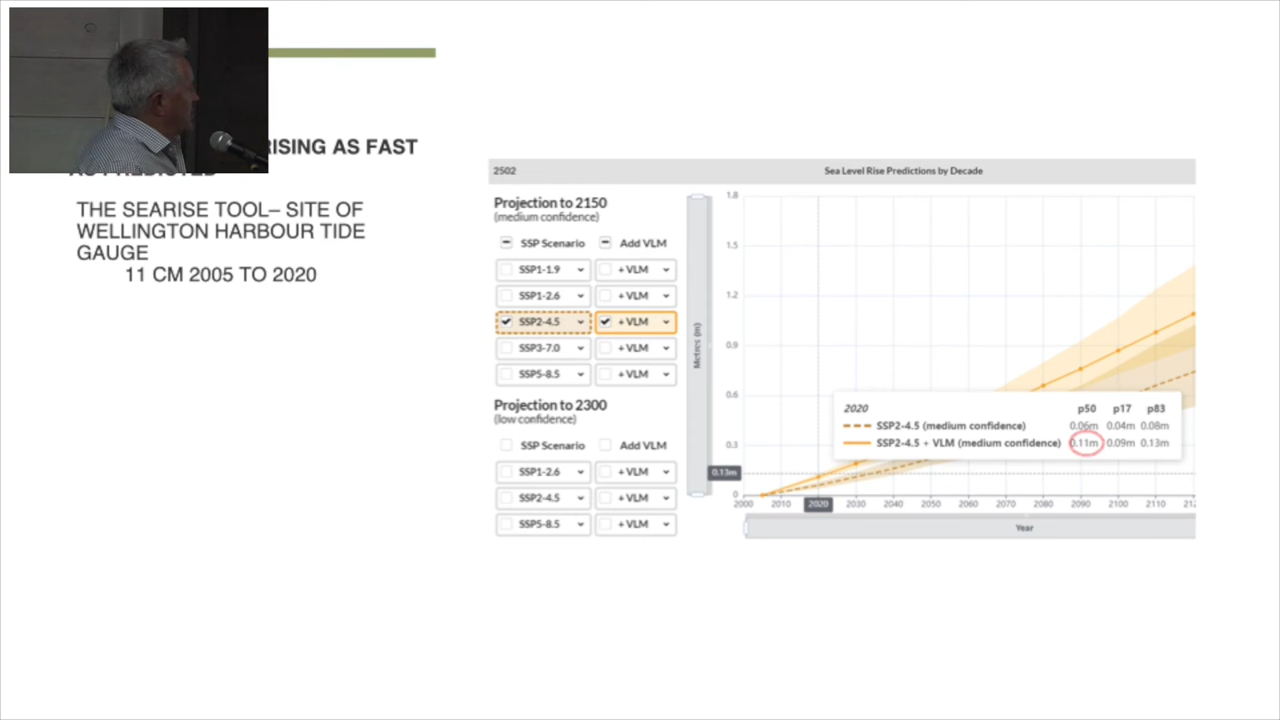 RISING AS FAST
THE SEARISE TOOL– SITE OF
WELLINGTON HARBOUR TIDE
GAUGE
11 CM 2005 TO 2020
2502
Sea Level Rise Predictions by Decade
Projection to 2150
(medium confidence)
SSP Scenario Add VLM
SSP1-1.9 + VLM
SSP1-2.6 + VLM
SSP2-4.5 + VLM
SSP3-7.0 + VLM
SSP5-8.5 + VLM
Projection to 2300
(low confidence)
SSP Scenario Add VLM
SSP1-2.6 + VLM
SSP2-4.5 + VLM
SSP5-8.5 + VLM
Metres (m)
1.8
1.5
1.2
0.9
0.6
0.3
0.13m
0
2020 p50 p17 p83
SSP2-4.5 (medium confidence) 0.06m 0.04m 0.08m
SSP2-4.5 + VLM (medium confidence) 0.11m 0.09m 0.13m
2000 2010 2020 2030 2040 2050 2060 2070 2080 2090 2100 2110
Year